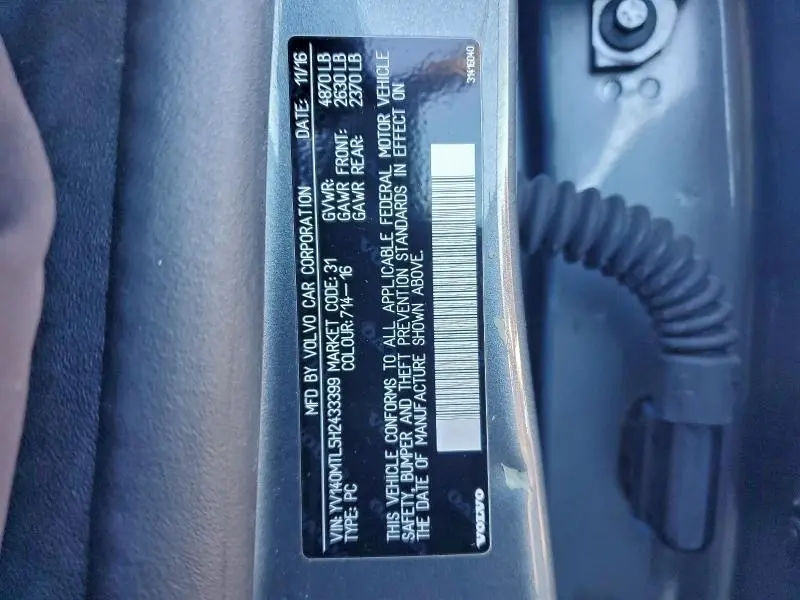 MFD BY VOLVO CAR CORPORATION DATE: 11/16
VIN: YV140MTL5H2433399 MARKET CODE: 31 GVWR: 4870 LB
TYPE: PC COLOUR: 714-16 GAWR FRONT: 2630 LB
GAWR REAR: 2370 LB
THIS VEHICLE CONFORMS TO ALL APPLICABLE FEDERAL MOTOR VEHICLE
SAFETY, BUMPER AND THEFT PREVENTION STANDARDS IN EFFECT ON
THE DATE OF MANUFACTURE SHOWN ABOVE.
VOLVO 31416040